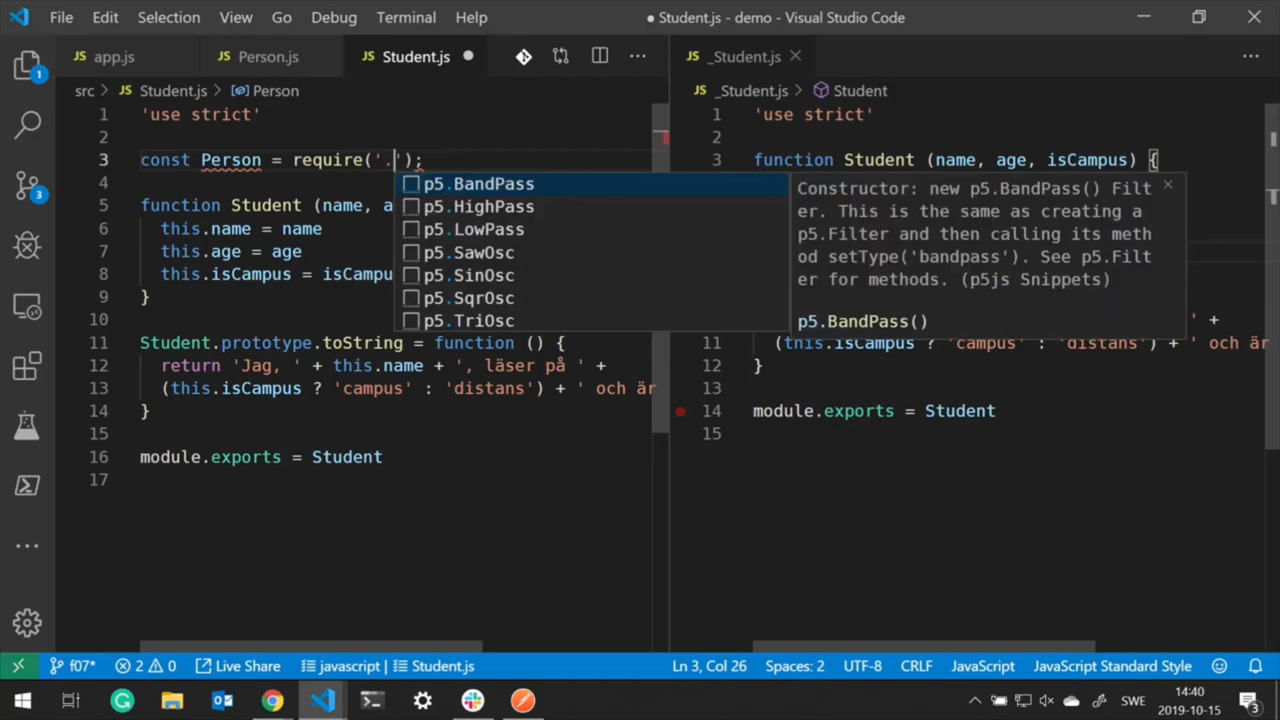 File Edit Selection View Go Debug Terminal Help
● Student.js - demo - Visual Studio Code
JS app.js
JS Person.js
JS Student.js ●
JS _Student.js
src > JS Student.js > Person
JS _Student.js > Student
1
1 'use strict'
2
3 const Person = require('.');
4
5 function Student (name, a
6 this.name = name
7 this.age = age
8 this.isCampus = isCampu
9 }
10
11 Student.prototype.toString = function () {
12 return 'Jag, ' + this.name + ', läser på ' +
13 (this.isCampus ? 'campus' : 'distans') + ' och är
14 }
15
16 module.exports = Student
17
p5.BandPass
p5.HighPass
p5.LowPass
p5.SawOsc
p5.SinOsc
p5.SqrOsc
p5.TriOsc
Constructor: new p5.BandPass() Filt
er. This is the same as creating a
p5.Filter and then calling its meth
od setType('bandpass'). See p5.Filt
er for methods. (p5js Snippets)
p5.BandPass()
1 'use strict'
2
3 function Student (name, age, isCampus) {
' +
11 (this.isCampus ? 'campus' : 'distans') + ' och är
12 }
13
14 module.exports = Student
15
3
f07* 2 0 Live Share javascript | Student.js
Ln 3, Col 26 Spaces: 2 UTF-8 CRLF JavaScript JavaScript Standard Style
SWE
14:40
2019-10-15
3